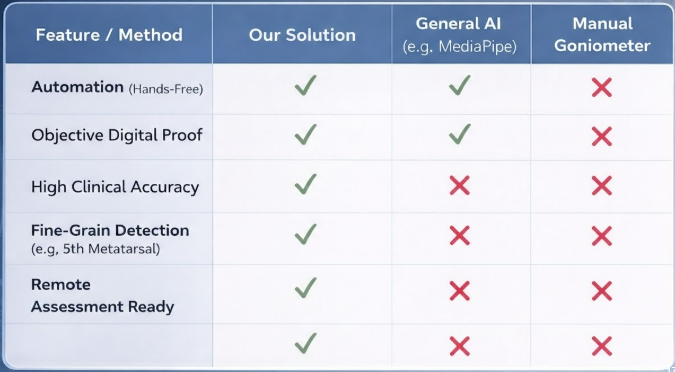 Feature / Method
Our Solution
General AI
(e.g. MediaPipe)
Manual
Goniometer
Automation (Hands-Free)
Objective Digital Proof
High Clinical Accuracy
Fine-Grain Detection
(e.g, 5th Metatarsal)
Remote
Assessment Ready